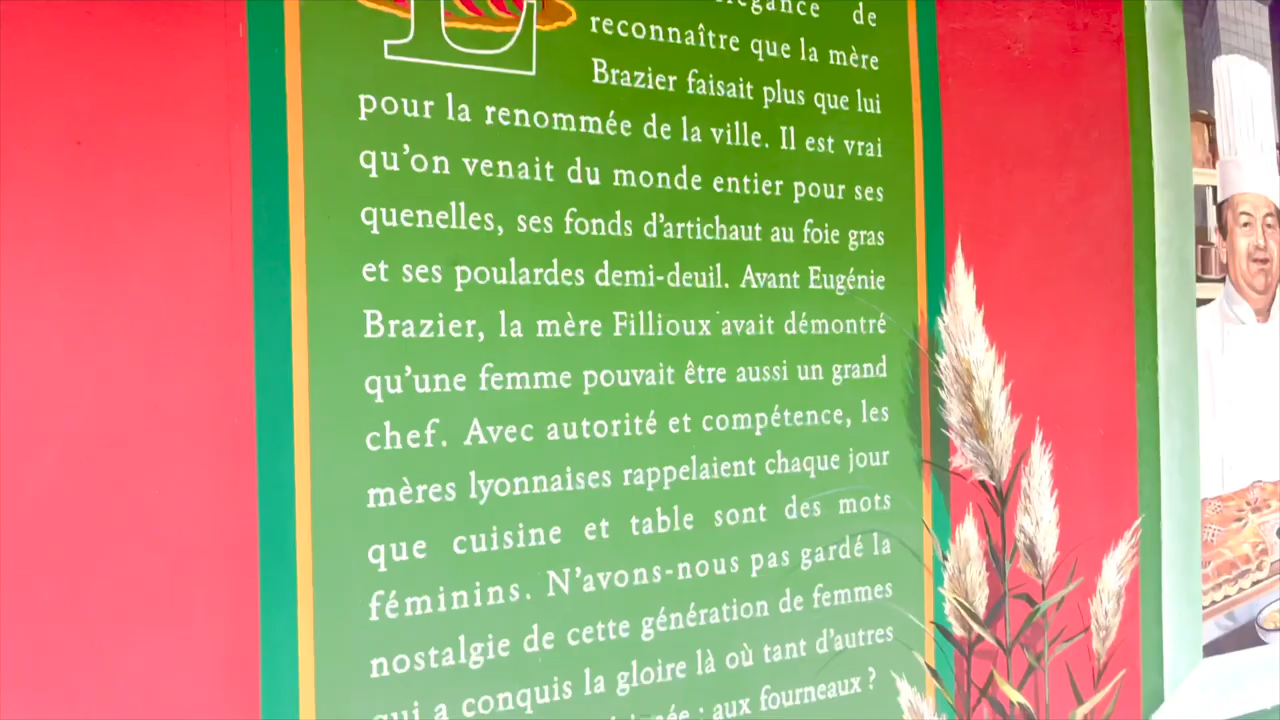 de
reconnaître que la mère
Brazier faisait plus que lui
pour la renommée de la ville. Il est vrai
qu'on venait du monde entier pour ses
quenelles, ses fonds d'artichaut au foie gras
et ses poulardes demi-deuil. Avant Eugénie
Brazier, la mère Fillioux avait démontré
qu'une femme pouvait être aussi un grand
chef. Avec autorité et compétence, les
mères lyonnaises rappelaient chaque jour
que cuisine et table sont des mots
féminins. N'avons-nous pas gardé la
nostalgie de cette génération de femmes
qui a conquis la gloire là où tant d'autres
: aux fourneaux ?